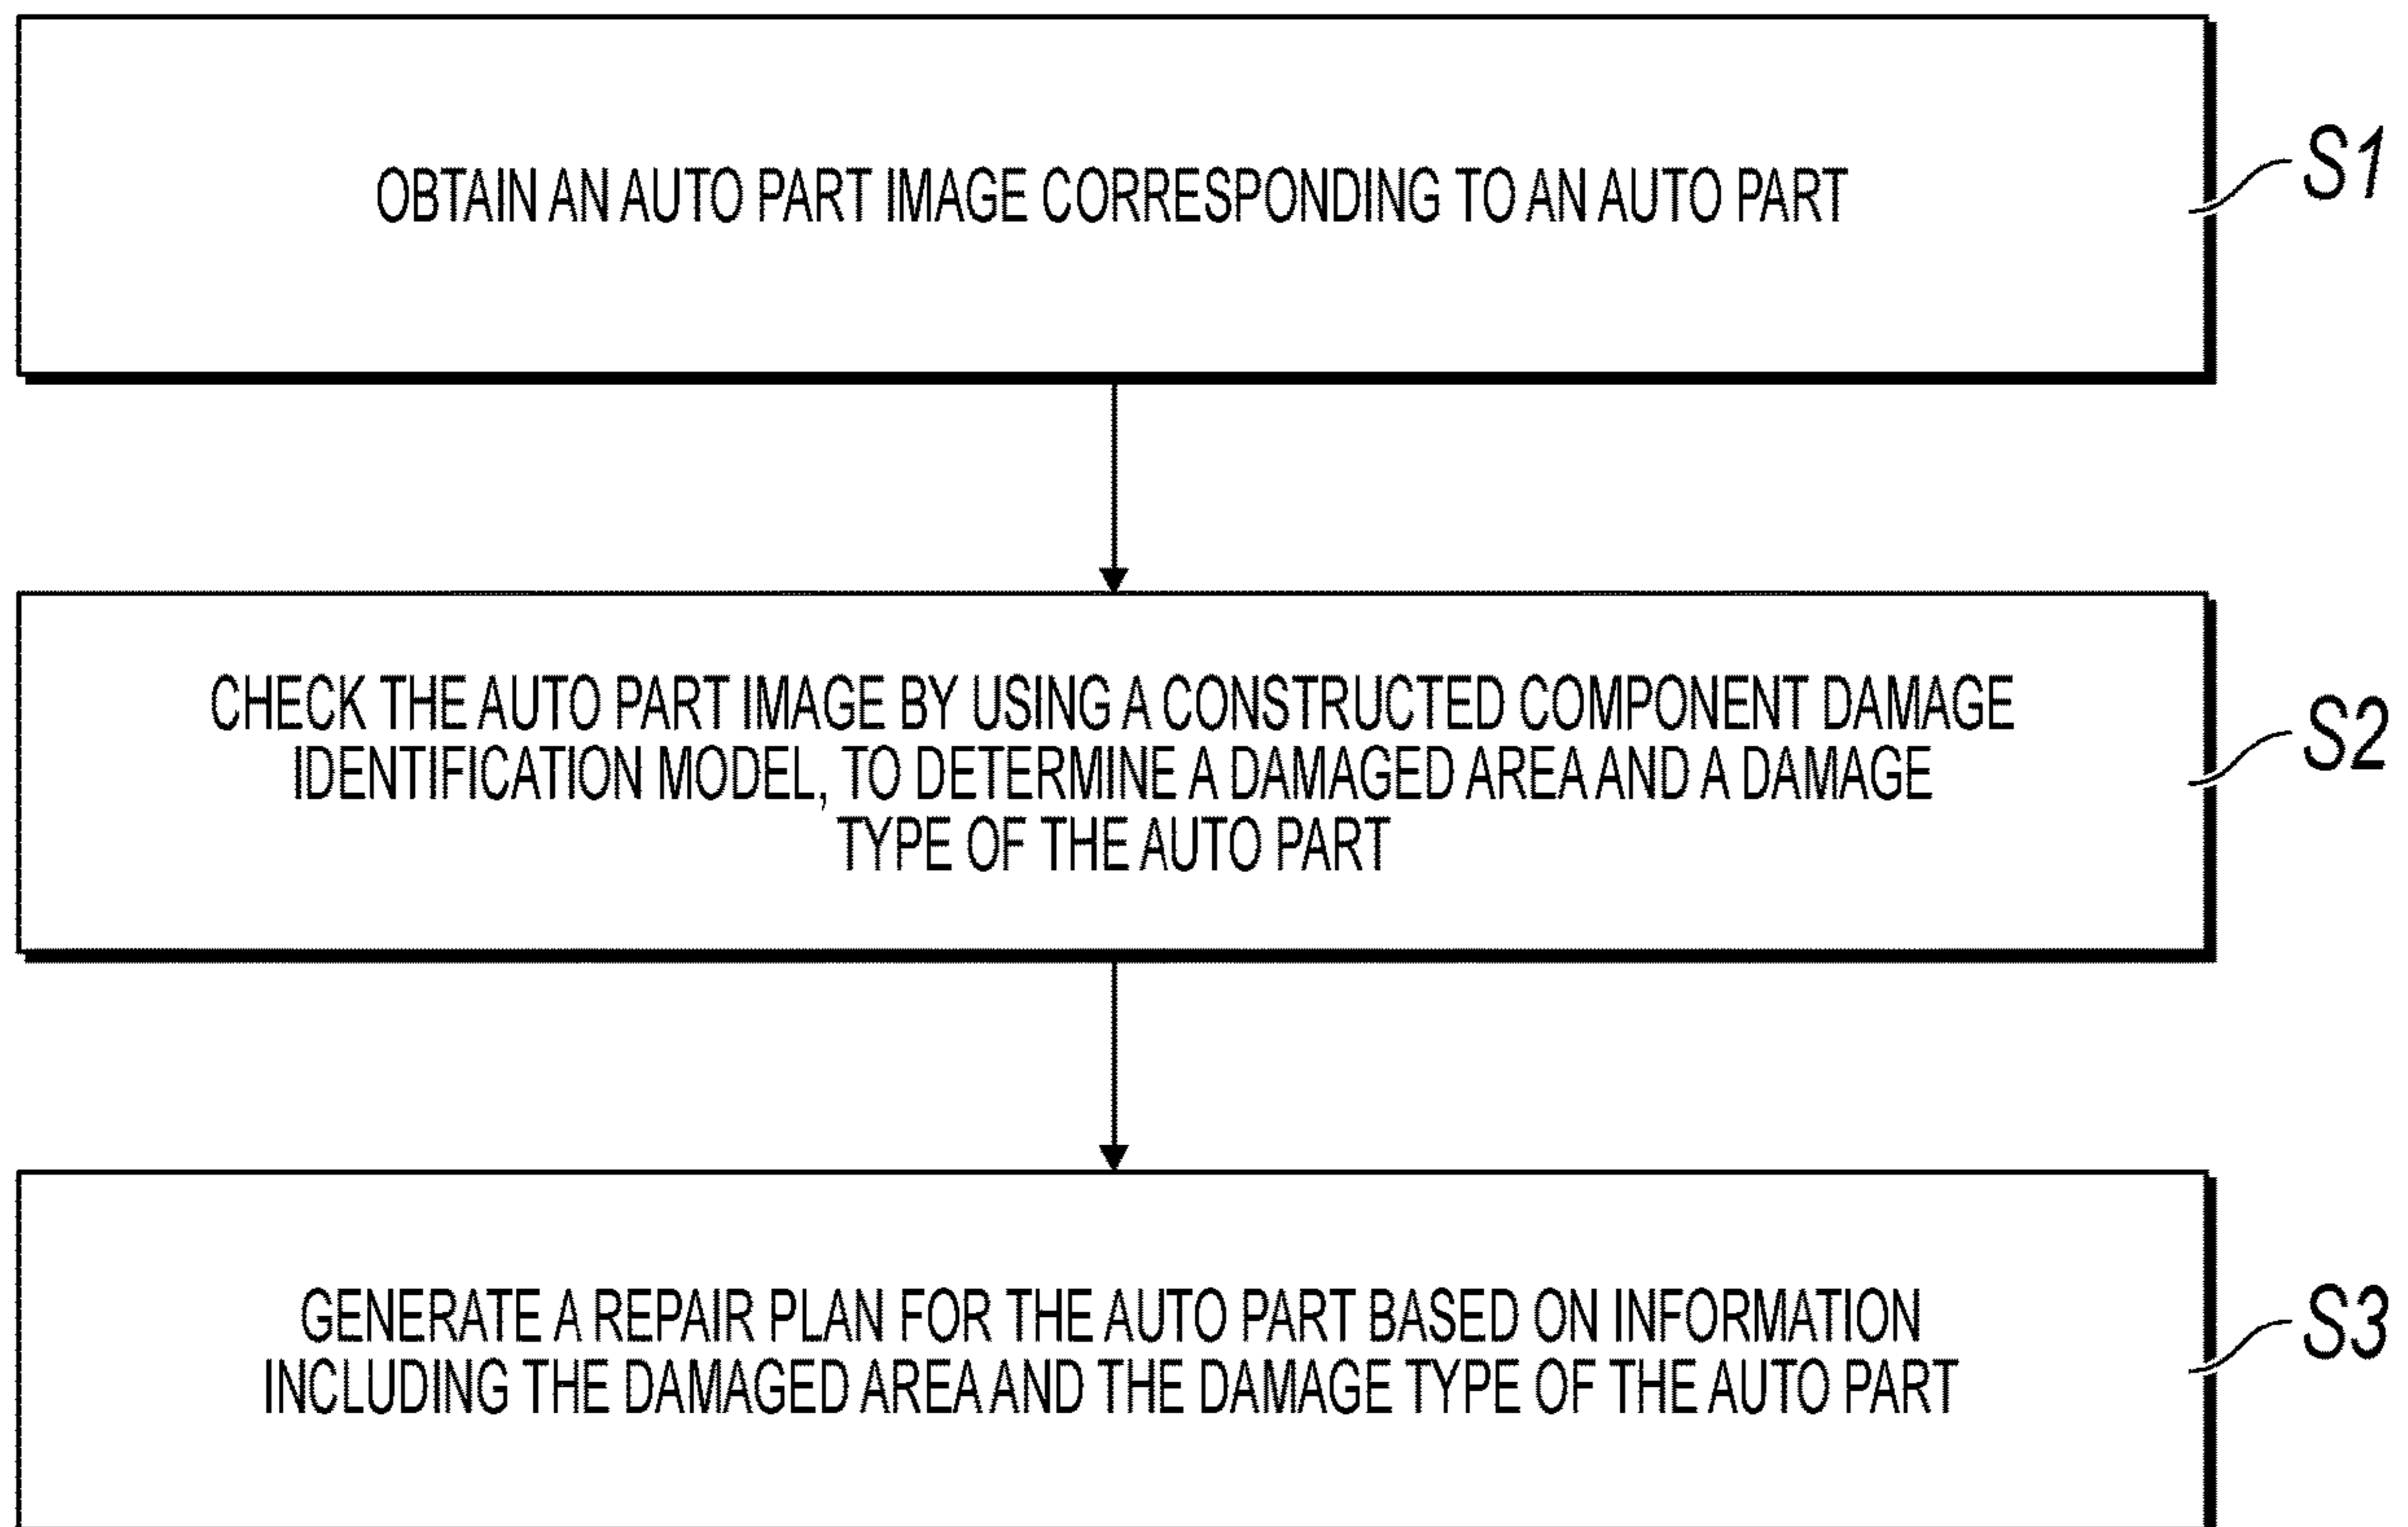 OBTAIN AN AUTO PART IMAGE CORRESPONDING TO AN AUTO PART
S1
CHECK THE AUTO PART IMAGE BY USING A CONSTRUCTED COMPONENT DAMAGE
IDENTIFICATION MODEL, TO DETERMINE A DAMAGED AREA AND A DAMAGE
TYPE OF THE AUTO PART
S2
GENERATE A REPAIR PLAN FOR THE AUTO PART BASED ON INFORMATION
INCLUDING THE DAMAGED AREA AND THE DAMAGE TYPE OF THE AUTO PART
S3